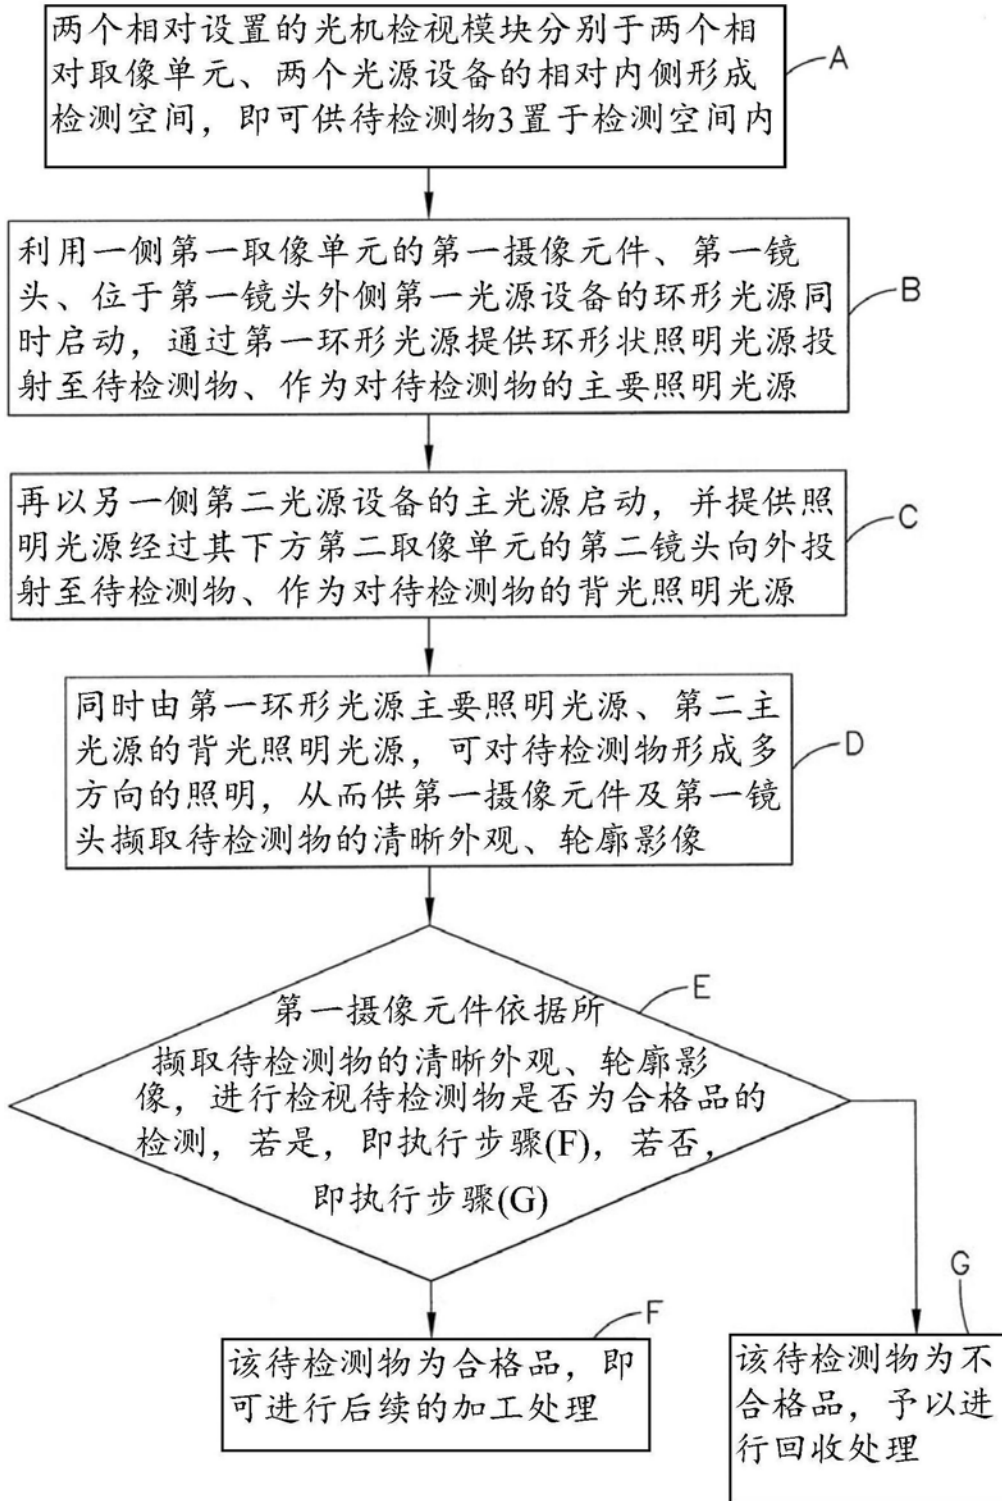 两个相对设置的光机检视模块分别于两个相
对取像单元、两个光源设备的相对内侧形成
检测空间，即可供待检测物3置于检测空间内
A
利用一侧第一取像单元的第一摄像元件、第一镜
头、位于第一镜头外侧第一光源设备的环形光源同
时启动，通过第一环形光源提供环形状照明光源投
射至待检测物、作为对待检测物的主要照明光源
B
再以另一侧第二光源设备的主光源启动，并提供照
明光源经过其下方第二取像单元的第二镜头向外投
射至待检测物、作为对待检测物的背光照明光源
C
同时由第一环形光源主要照明光源、第二主
光源的背光照明光源，可对待检测物形成多
方向的照明，从而供第一摄像元件及第一镜
头撷取待检测物的清晰外观、轮廓影像
D
第一摄像元件依据所
撷取待检测物的清晰外观、轮廓影
像，进行检视待检测物是否为合格品的
检测，若是，即执行步骤(F)，若否，
即执行步骤(G)
E
该待检测物为合格品，即
可进行后续的加工处理
F
该待检测物为不
合格品，予以进
行回收处理
G